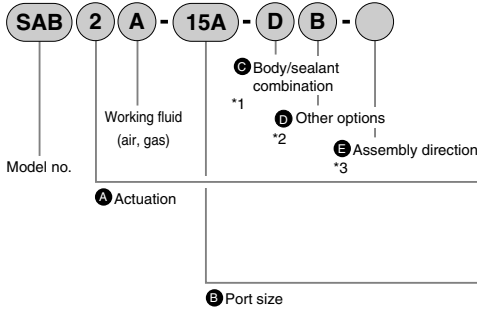 SAB 2 A - 15A - D B -
C Body/sealant
combination
*1
Working fluid
(air, gas)
D Other options
*2
E Assembly direction
*3
Model no.
A Actuation
B Port size